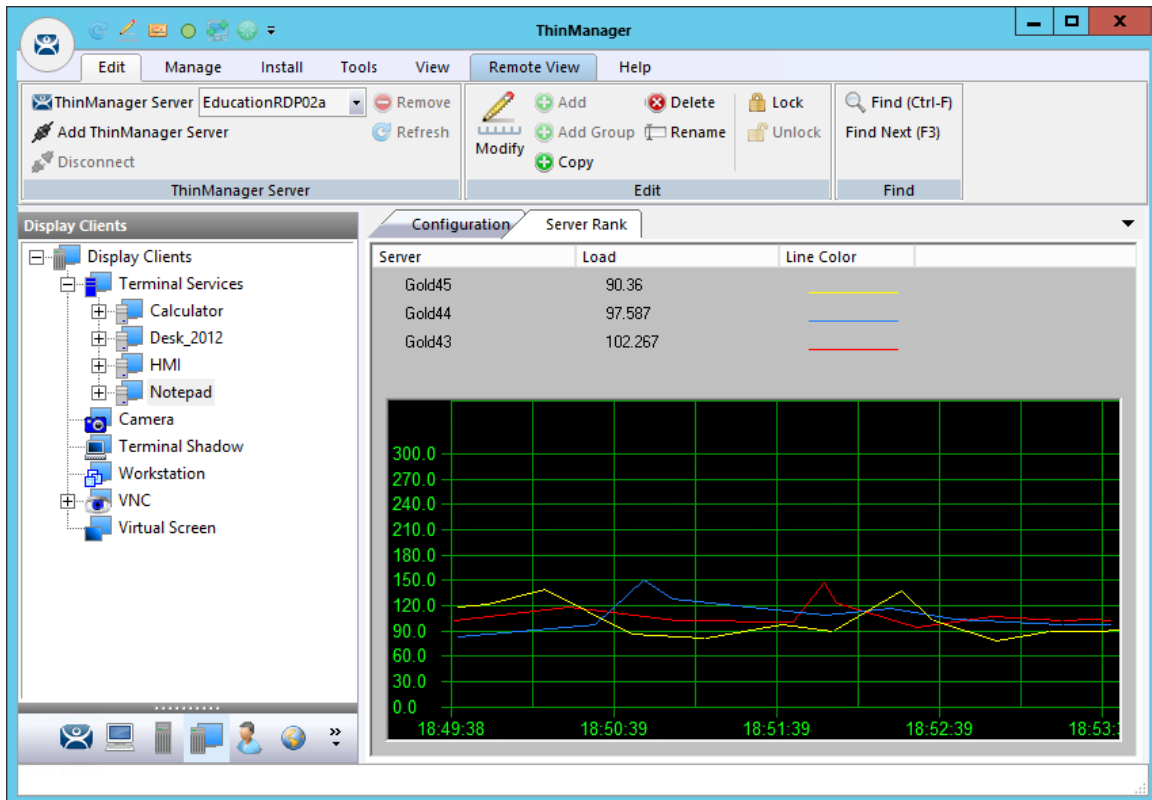 ThinManager
X
Edit Manage Install Tools View Remote View Help
ThinManager Server EducationRDP02a
Remove
Add ThinManager Server
Refresh
Disconnect
ThinManager Server
Modify
Add
Delete
Add Group
Rename
Copy
Lock
Unlock
Edit
Find (Ctrl-F)
Find Next (F3)
Find
Display Clients
Display Clients
Terminal Services
Calculator
Desk_2012
HMI
Notepad
Camera
Terminal Shadow
Workstation
VNC
Virtual Screen
Configuration Server Rank
Server Load Line Color
Gold45 90.36
Gold44 97.587
Gold43 102.267
300.0
270.0
240.0
210.0
180.0
150.0
120.0
90.0
60.0
30.0
0.0
18:49:38 18:50:39 18:51:39 18:52:39 18:53: